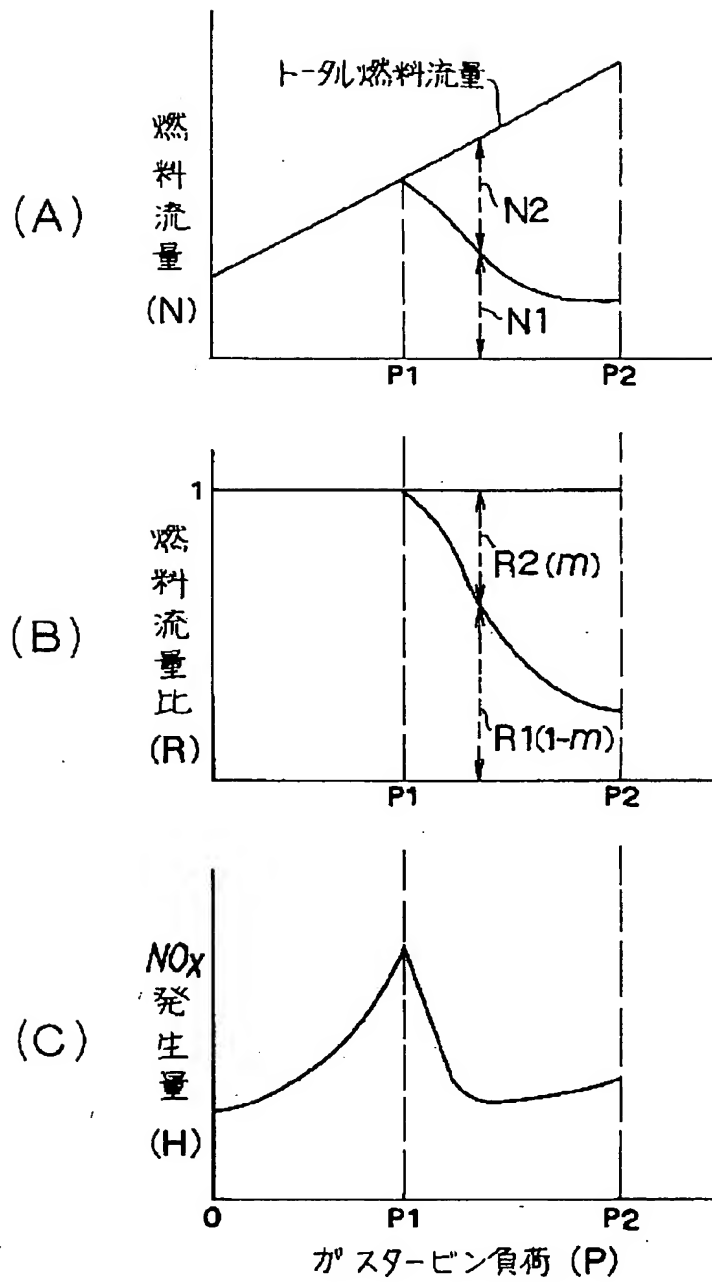 (A)
燃料流量
(N)
トータル燃料流量
N2
N1
P1
P2
(B)
1
燃料流量比
(R)
R2(m)
R1(1-m)
P1
P2
(C)
NOx
発生量
(H)
0
P1
P2
ガスタービン負荷 (P)